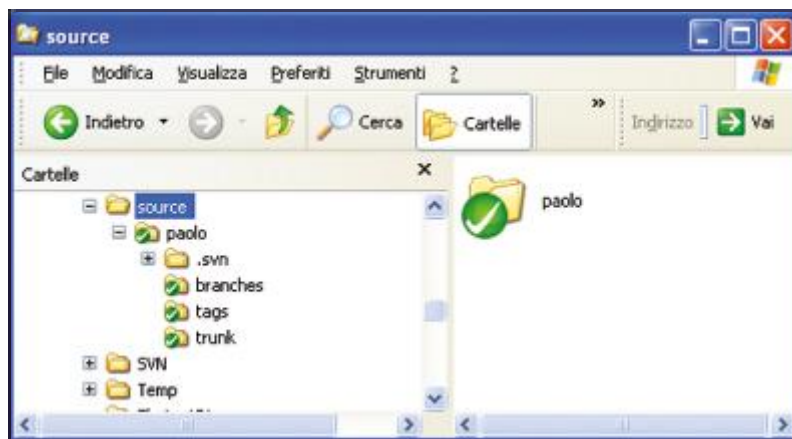 source
File Modifica Visualizza Preferiti Strumenti ?
Indietro Cerca Cartelle » Indirizzo Vai
Cartelle
source
paolo
.svn
branches
tags
trunk
SVN
Temp
paolo